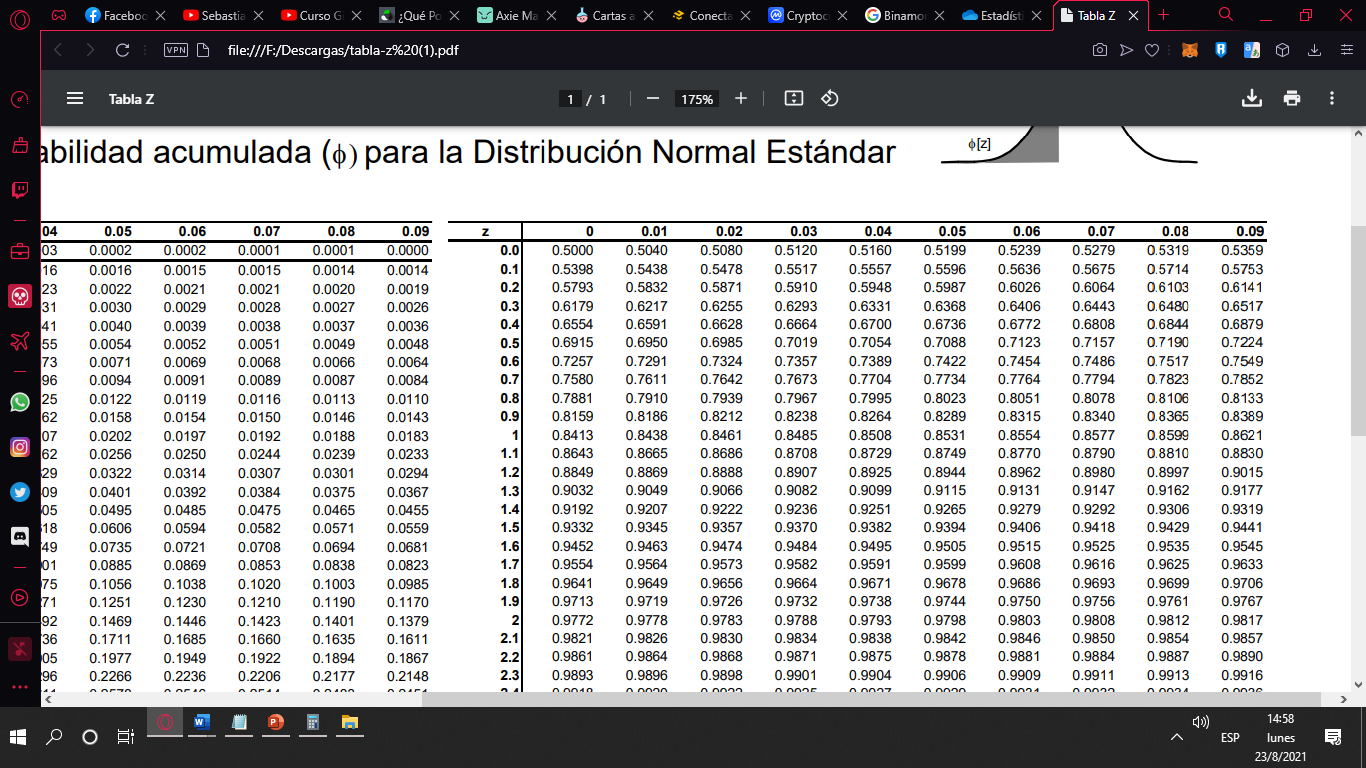 Facebook
Sebastia
Curso G
¿Qué Po
Axie Ma
Cartas a
Conecta
Cryptoc
Binamo
Estadíst
Tabla Z
VPN
file:///F:/Descargas/tabla-z%20(1).pdf
Tabla Z
1 / 1
175%
abilidad acumulada (ϕ) para la Distribución Normal Estándar
ϕ[z]
04 0.05 0.06 0.07 0.08 0.09 z 0 0.01 0.02 0.03 0.04 0.05 0.06 0.07 0.08 0.09
03 0.0002 0.0002 0.0001 0.0001 0.0000 0.0 0.5000 0.5040 0.5080 0.5120 0.5160 0.5199 0.5239 0.5279 0.5319 0.5359
16 0.0016 0.0015 0.0015 0.0014 0.0014 0.1 0.5398 0.5438 0.5478 0.5517 0.5557 0.5596 0.5636 0.5675 0.5714 0.5753
23 0.0022 0.0021 0.0021 0.0020 0.0019 0.2 0.5793 0.5832 0.5871 0.5910 0.5948 0.5987 0.6026 0.6064 0.6103 0.6141
31 0.0030 0.0029 0.0028 0.0027 0.0026 0.3 0.6179 0.6217 0.6255 0.6293 0.6331 0.6368 0.6406 0.6443 0.6480 0.6517
41 0.0040 0.0039 0.0038 0.0037 0.0036 0.4 0.6554 0.6591 0.6628 0.6664 0.6700 0.6736 0.6772 0.6808 0.6844 0.6879
55 0.0054 0.0052 0.0051 0.0049 0.0048 0.5 0.6915 0.6950 0.6985 0.7019 0.7054 0.7088 0.7123 0.7157 0.7190 0.7224
73 0.0071 0.0069 0.0068 0.0066 0.0064 0.6 0.7257 0.7291 0.7324 0.7357 0.7389 0.7422 0.7454 0.7486 0.7517 0.7549
96 0.0094 0.0091 0.0089 0.0087 0.0084 0.7 0.7580 0.7611 0.7642 0.7673 0.7704 0.7734 0.7764 0.7794 0.7823 0.7852
25 0.0122 0.0119 0.0116 0.0113 0.0110 0.8 0.7881 0.7910 0.7939 0.7967 0.7995 0.8023 0.8051 0.8078 0.8106 0.8133
62 0.0158 0.0154 0.0150 0.0146 0.0143 0.9 0.8159 0.8186 0.8212 0.8238 0.8264 0.8289 0.8315 0.8340 0.8365 0.8389
07 0.0202 0.0197 0.0192 0.0188 0.0183 1 0.8413 0.8438 0.8461 0.8485 0.8508 0.8531 0.8554 0.8577 0.8599 0.8621
62 0.0256 0.0250 0.0244 0.0239 0.0233 1.1 0.8643 0.8665 0.8686 0.8708 0.8729 0.8749 0.8770 0.8790 0.8810 0.8830
29 0.0322 0.0314 0.0307 0.0301 0.0294 1.2 0.8849 0.8869 0.8888 0.8907 0.8925 0.8944 0.8962 0.8980 0.8997 0.9015
09 0.0401 0.0392 0.0384 0.0375 0.0367 1.3 0.9032 0.9049 0.9066 0.9082 0.9099 0.9115 0.9131 0.9147 0.9162 0.9177
05 0.0495 0.0485 0.0475 0.0465 0.0455 1.4 0.9192 0.9207 0.9222 0.9236 0.9251 0.9265 0.9279 0.9292 0.9306 0.9319
18 0.0606 0.0594 0.0582 0.0571 0.0559 1.5 0.9332 0.9345 0.9357 0.9370 0.9382 0.9394 0.9406 0.9418 0.9429 0.9441
49 0.0735 0.0721 0.0708 0.0694 0.0681 1.6 0.9452 0.9463 0.9474 0.9484 0.9495 0.9505 0.9515 0.9525 0.9535 0.9545
01 0.0885 0.0869 0.0853 0.0838 0.0823 1.7 0.9554 0.9564 0.9573 0.9582 0.9591 0.9599 0.9608 0.9616 0.9625 0.9633
75 0.1056 0.1038 0.1020 0.1003 0.0985 1.8 0.9641 0.9649 0.9656 0.9664 0.9671 0.9678 0.9686 0.9693 0.9699 0.9706
71 0.1251 0.1230 0.1210 0.1190 0.1170 1.9 0.9713 0.9719 0.9726 0.9732 0.9738 0.9744 0.9750 0.9756 0.9761 0.9767
92 0.1469 0.1446 0.1423 0.1401 0.1379 2 0.9772 0.9778 0.9783 0.9788 0.9793 0.9798 0.9803 0.9808 0.9812 0.9817
36 0.1711 0.1685 0.1660 0.1635 0.1611 2.1 0.9821 0.9826 0.9830 0.9834 0.9838 0.9842 0.9846 0.9850 0.9854 0.9857
05 0.1977 0.1949 0.1922 0.1894 0.1867 2.2 0.9861 0.9864 0.9868 0.9871 0.9875 0.9878 0.9881 0.9884 0.9887 0.9890
96 0.2266 0.2236 0.2206 0.2177 0.2148 2.3 0.9893 0.9896 0.9898 0.9901 0.9904 0.9906 0.9909 0.9911 0.9913 0.9916
14:58
ESP lunes
23/8/2021